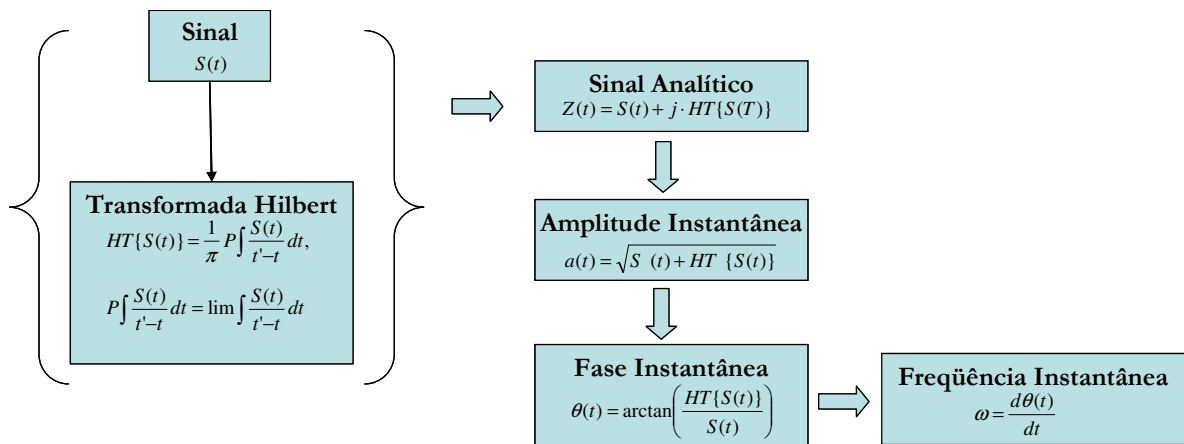 Sinal
S(t)
Transformada Hilbert
HT{S(t)} = 1/π P∫ S(t)/t'−t dt,
P∫ S(t)/t'−t dt = lim ∫ S(t)/t'−t dt
Sinal Analítico
Z(t) = S(t) + j · HT{S(T)}
Amplitude Instantânea
a(t) = √S (t) + HT {S(t)}
Fase Instantânea
θ(t) = arctan(HT{S(t)}/S(t))
Freqüência Instantânea
ω = dθ(t)/dt